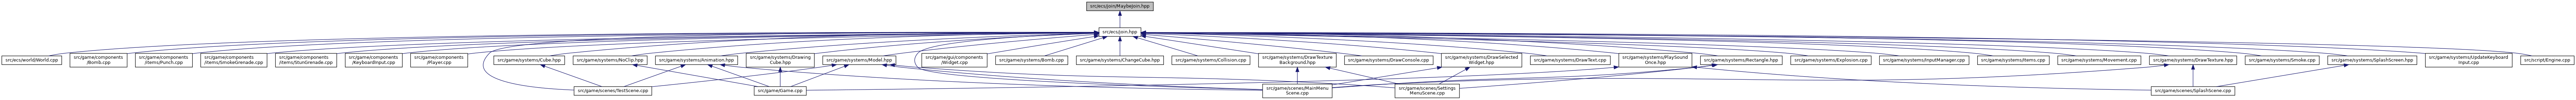 src/ecs/join/MaybeJoin.hpp
src/ecs/join.hpp
src/ecs/world/World.cpp
src/game/components
/Bomb.cpp
src/game/components
/items/Punch.cpp
src/game/components
/items/SmokeGrenade.cpp
src/game/components
/items/StunGrenade.cpp
src/game/components
/KeyboardInput.cpp
src/game/components
/Player.cpp
src/game/systems/Cube.hpp
src/game/systems/NoClip.hpp
src/game/systems/Animation.hpp
src/game/systems/Drawing
Cube.hpp
src/game/systems/Model.hpp
src/game/gui/components
/Widget.cpp
src/game/systems/Bomb.cpp
src/game/systems/ChangeCube.hpp
src/game/systems/Collision.cpp
src/game/systems/DrawTexture
Background.hpp
src/game/systems/DrawConsole.cpp
src/game/systems/DrawSelected
Widget.hpp
src/game/systems/DrawText.cpp
src/game/systems/PlaySound
Once.hpp
src/game/systems/Rectangle.hpp
src/game/systems/Explosion.cpp
src/game/systems/InputManager.cpp
src/game/systems/Items.cpp
src/game/systems/Movement.cpp
src/game/systems/DrawTexture.hpp
src/game/systems/Smoke.cpp
src/game/systems/SplashScreen.hpp
src/game/systems/UpdateKeyboard
Input.cpp
src/script/Engine.cpp
src/game/scenes/TestScene.cpp
src/game/Game.cpp
src/game/scenes/MainMenu
Scene.cpp
src/game/scenes/Settings
MenuScene.cpp
src/game/scenes/SplashScene.cpp